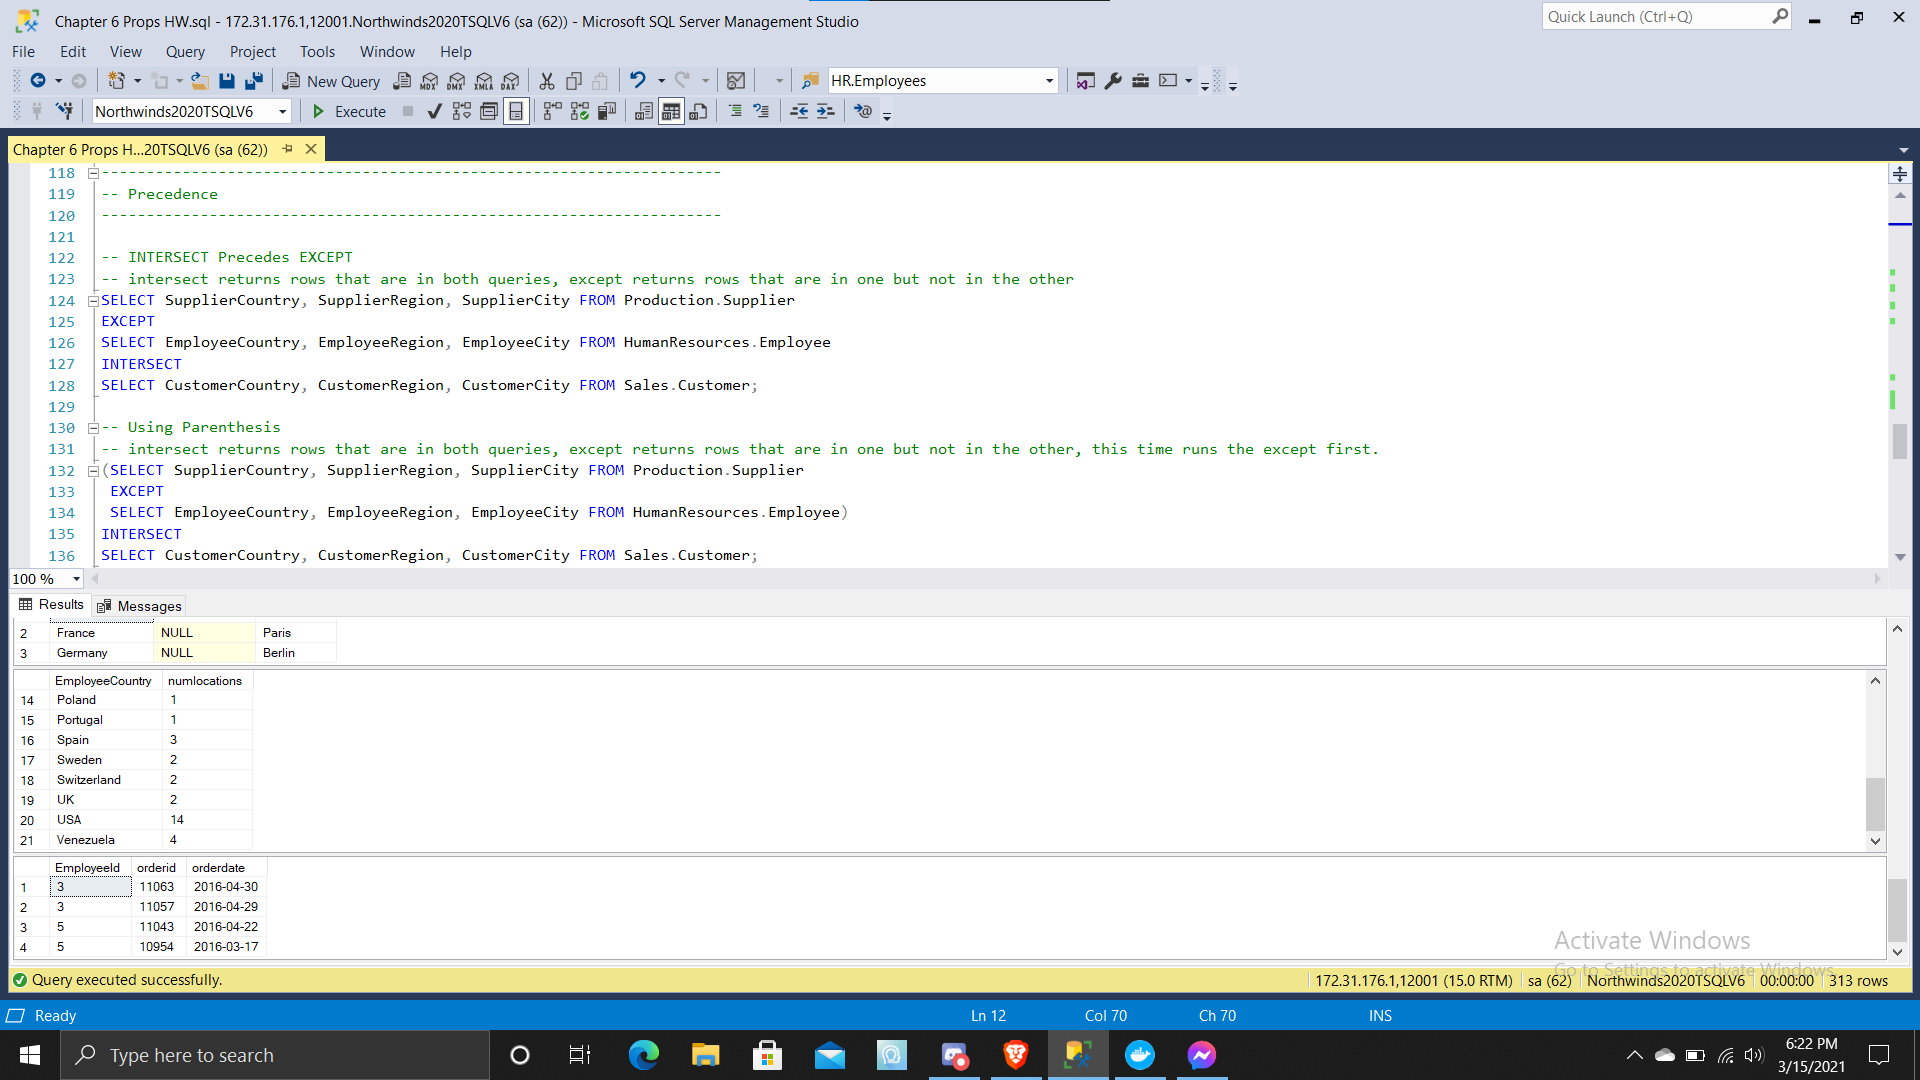 Chapter 6 Props HW.sql - 172.31.176.1,12001.Northwinds2020TSQLV6 (sa (62)) - Microsoft SQL Server Management Studio
Quick Launch (Ctrl+Q)
File Edit View Query Project Tools Window Help
New Query MDX DMX XMLA DAX HR.Employees
Northwinds2020TSQLV6 Execute
Chapter 6 Props H...20TSQLV6 (sa (62))
118 ---------------------------------------------------------------------
119 -- Precedence
120 ---------------------------------------------------------------------
121
122 -- INTERSECT Precedes EXCEPT
123 -- intersect returns rows that are in both queries, except returns rows that are in one but not in the other
124 SELECT SupplierCountry, SupplierRegion, SupplierCity FROM Production.Supplier
125 EXCEPT
126 SELECT EmployeeCountry, EmployeeRegion, EmployeeCity FROM HumanResources.Employee
127 INTERSECT
128 SELECT CustomerCountry, CustomerRegion, CustomerCity FROM Sales.Customer;
129
130 -- Using Parenthesis
131 -- intersect returns rows that are in both queries, except returns rows that are in one but not in the other, this time runs the except first.
132 (SELECT SupplierCountry, SupplierRegion, SupplierCity FROM Production.Supplier
133 EXCEPT
134 SELECT EmployeeCountry, EmployeeRegion, EmployeeCity FROM HumanResources.Employee)
135 INTERSECT
136 SELECT CustomerCountry, CustomerRegion, CustomerCity FROM Sales.Customer;
100 %
Results Messages
2 France NULL Paris
3 Germany NULL Berlin
EmployeeCountry numlocations
14 Poland 1
15 Portugal 1
16 Spain 3
17 Sweden 2
18 Switzerland 2
19 UK 2
20 USA 14
21 Venezuela 4
EmployeeId orderid orderdate
1 3 11063 2016-04-30
2 3 11057 2016-04-29
3 5 11043 2016-04-22
4 5 10954 2016-03-17
Activate Windows
Go to Settings to activate Windows.
Query executed successfully. 172.31.176.1,12001 (15.0 RTM) sa (62) Northwinds2020TSQLV6 00:00:00 313 rows
Ready Ln 12 Col 70 Ch 70 INS
Type here to search
6:22 PM
3/15/2021